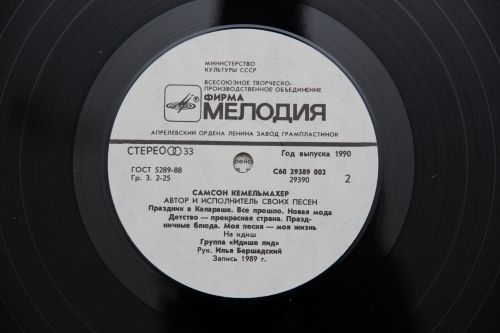 МИНИСТЕРСТВО
КУЛЬТУРЫ СССР
ВСЕСОЮЗНОЕ ТВОРЧЕСКО-
ПРОИЗВОДСТВЕННОЕ ОБЪЕДИНЕНИЕ
ФИРМА
МЕЛОДИЯ
АПРЕЛЕВСКИЙ ОРДЕНА ЛЕНИНА ЗАВОД ГРАМПЛАСТИНОК
СТЕРЕО 33
Год выпуска 1990
ГОСТ 5289-88
С60 29389 002
Гр. 3. 2-25
29390
2
САМСОН КЕМЕЛЬМАХЕР
АВТОР И ИСПОЛНИТЕЛЬ СВОИХ ПЕСЕН
Праздник в Калараше. Все прошло. Новая мода
Детство — прекрасная страна. Празд-
ничные блюда. Моя песня — моя жизнь
На идиш
Группа «Идише лид»
Рук. Илья Бершадский
Запись 1989 г.